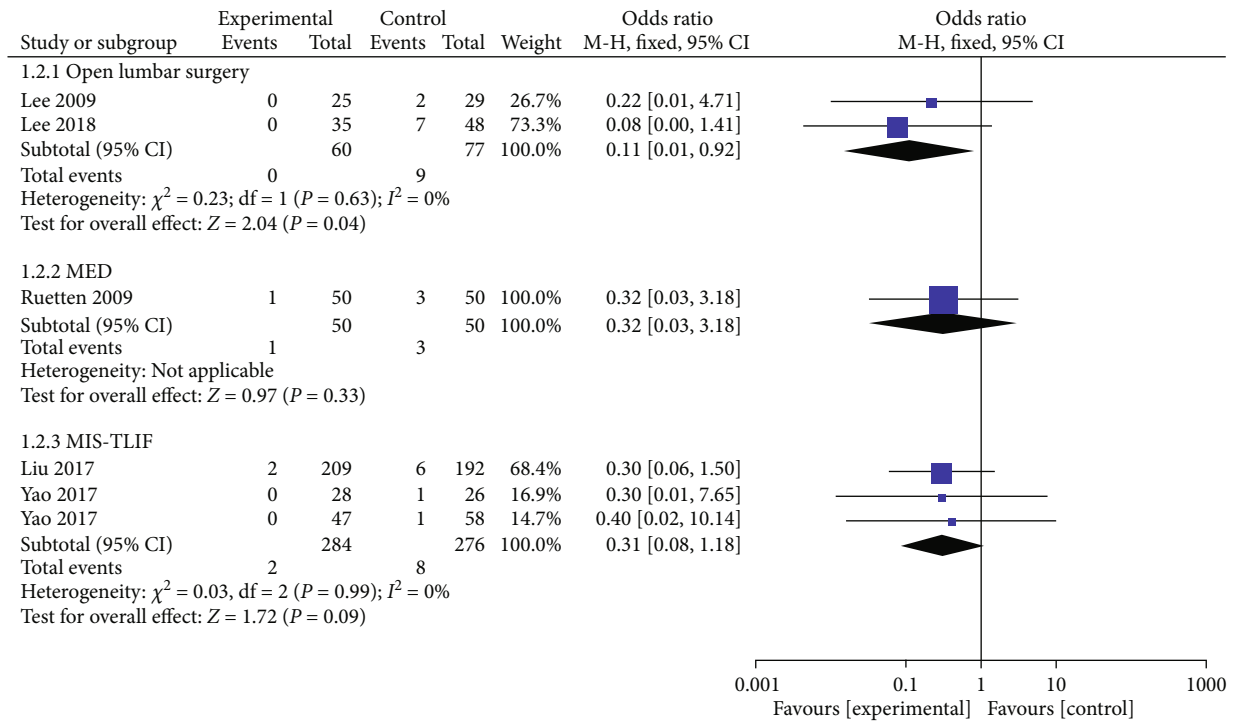 Experimental Control Odds ratio Odds ratio
Study or subgroup Events Total Events Total Weight M-H, fixed, 95% CI M-H, fixed, 95% CI
1.2.1 Open lumbar surgery
Lee 2009 0 25 2 29 26.7% 0.22 [0.01, 4.71]
Lee 2018 0 35 7 48 73.3% 0.08 [0.00, 1.41]
Subtotal (95% CI) 60 77 100.0% 0.11 [0.01, 0.92]
Total events 0 9
Heterogeneity: χ² = 0.23; df = 1 (P = 0.63); I² = 0%
Test for overall effect: Z = 2.04 (P = 0.04)
1.2.2 MED
Ruetten 2009 1 50 3 50 100.0% 0.32 [0.03, 3.18]
Subtotal (95% CI) 50 50 100.0% 0.32 [0.03, 3.18]
Total events 1 3
Heterogeneity: Not applicable
Test for overall effect: Z = 0.97 (P = 0.33)
1.2.3 MIS-TLIF
Liu 2017 2 209 6 192 68.4% 0.30 [0.06, 1.50]
Yao 2017 0 28 1 26 16.9% 0.30 [0.01, 7.65]
Yao 2017 0 47 1 58 14.7% 0.40 [0.02, 10.14]
Subtotal (95% CI) 284 276 100.0% 0.31 [0.08, 1.18]
Total events 2 8
Heterogeneity: χ² = 0.03, df = 2 (P = 0.99); I² = 0%
Test for overall effect: Z = 1.72 (P = 0.09)
0.001 0.1 1 10 1000
Favours [experimental] Favours [control]